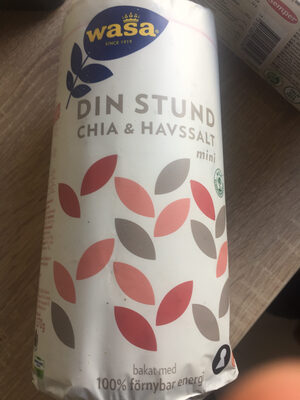 wasa
SINCE 1919
DIN STUND
CHIA & HAVSSALT
mini
bakat med
100% förnybar energi